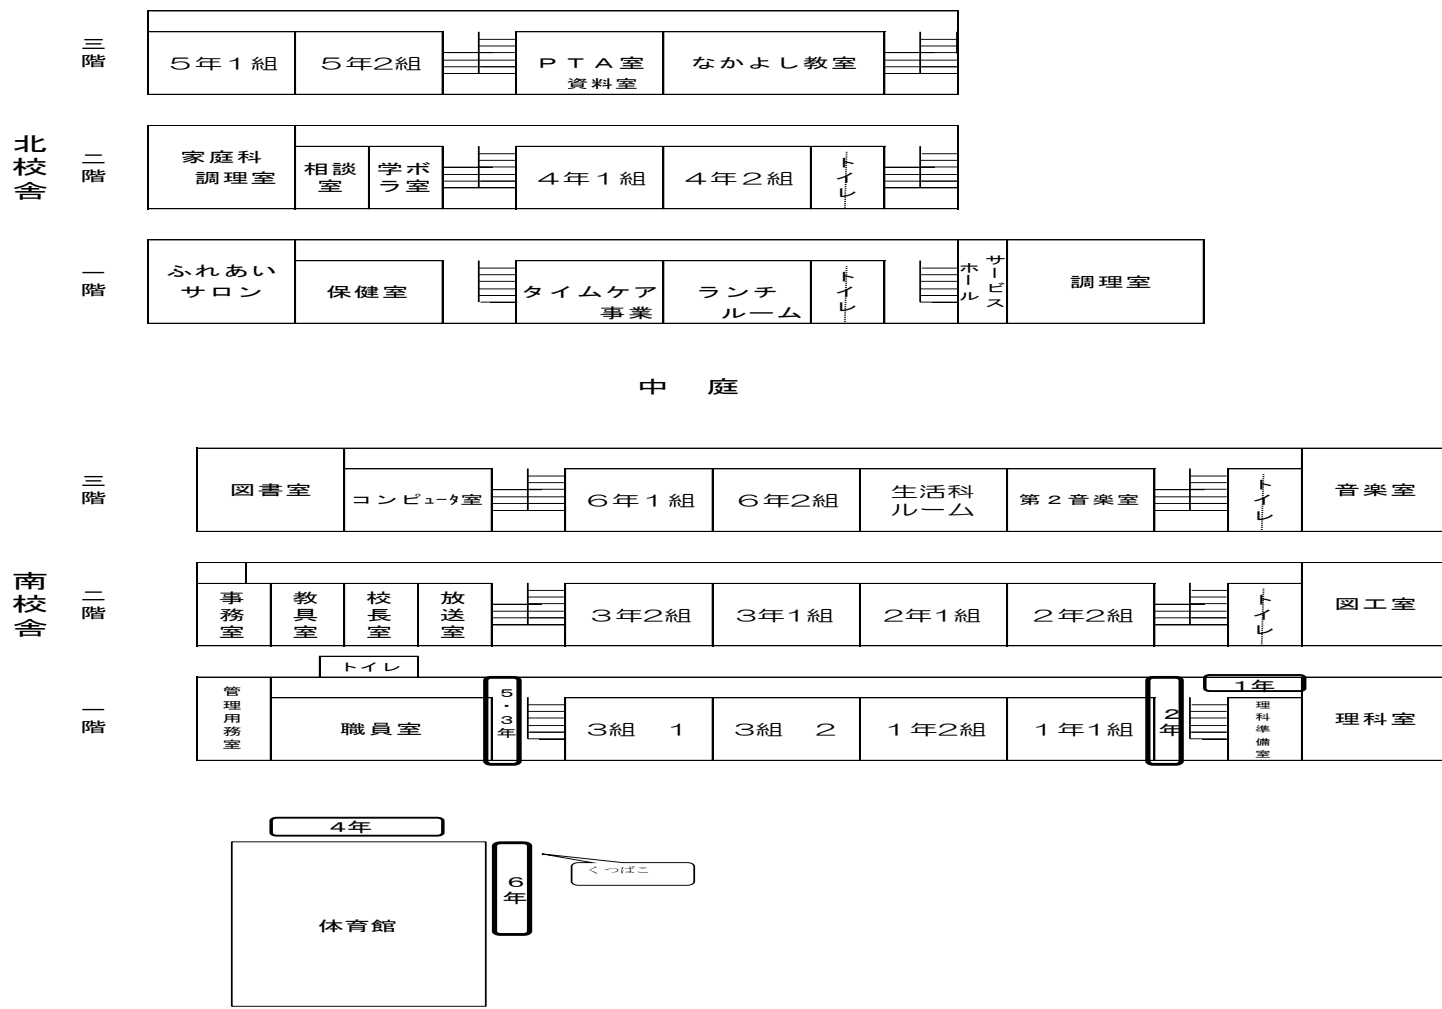 北校舎
三階
５年１組
５年２組
ＰＴＡ室
資料室
なかよし教室
二階
家庭科
調理室
相談室
学ボラ室
４年１組
４年２組
トイレ
一階
ふれあい
サロン
保健室
タイムケア
事業
ランチ
ルーム
トイレ
サービス
ホール
調理室
中　庭
南校舎
三階
図書室
コンピュータ室
６年１組
６年２組
生活科
ルーム
第２音楽室
トイレ
音楽室
二階
事務室
教具室
校長室
放送室
３年２組
３年１組
２年１組
２年２組
トイレ
図工室
トイレ
一階
管理用務室
職員室
５・３年
３組　１
３組　２
１年２組
１年１組
２年
１年
理科準備室
理科室
４年
６年
くつばこ
体育館